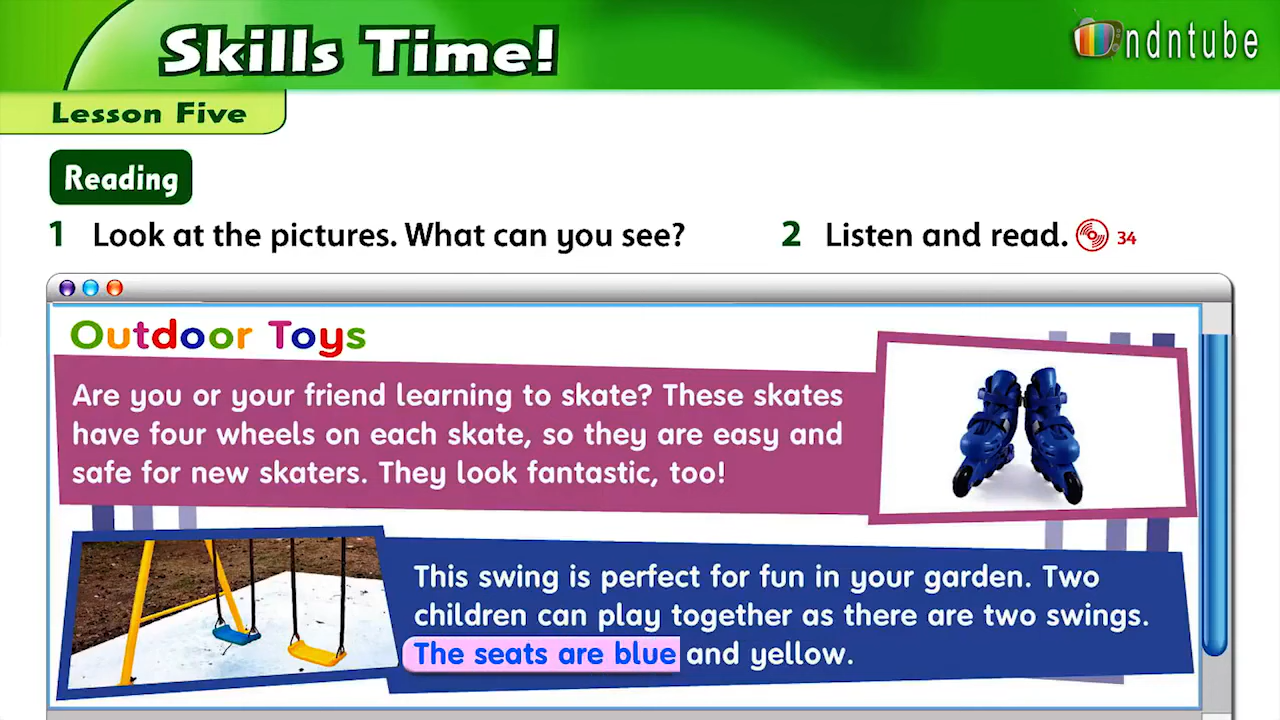 Skills Time!
ndntube
Lesson Five
Reading
1 Look at the pictures. What can you see?
2 Listen and read. 34
Outdoor Toys
Are you or your friend learning to skate? These skates
have four wheels on each skate, so they are easy and
safe for new skaters. They look fantastic, too!
This swing is perfect for fun in your garden. Two
children can play together as there are two swings.
The seats are blue and yellow.